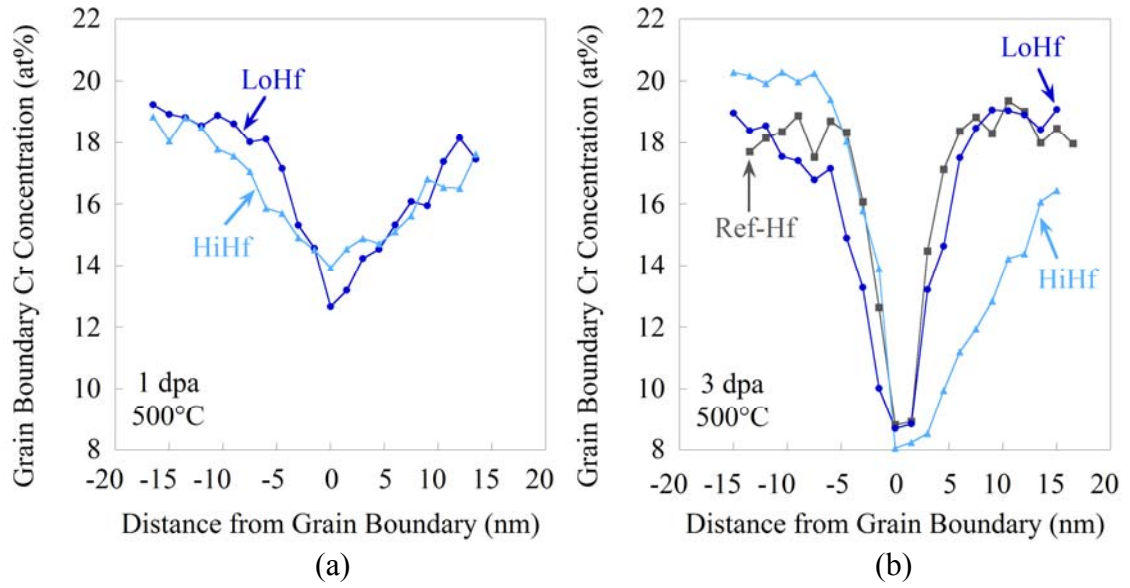 Grain Boundary Cr Concentration (at%)
22
20
18
16
14
12
10
8
LoHf
HiHf
1 dpa
500°C
-20 -15 -10 -5 0 5 10 15 20
Distance from Grain Boundary (nm)
(a)
Grain Boundary Cr Concentration (at%)
22
20
18
16
14
12
10
8
LoHf
Ref-Hf
HiHf
3 dpa
500°C
-20 -15 -10 -5 0 5 10 15 20
Distance from Grain Boundary (nm)
(b)